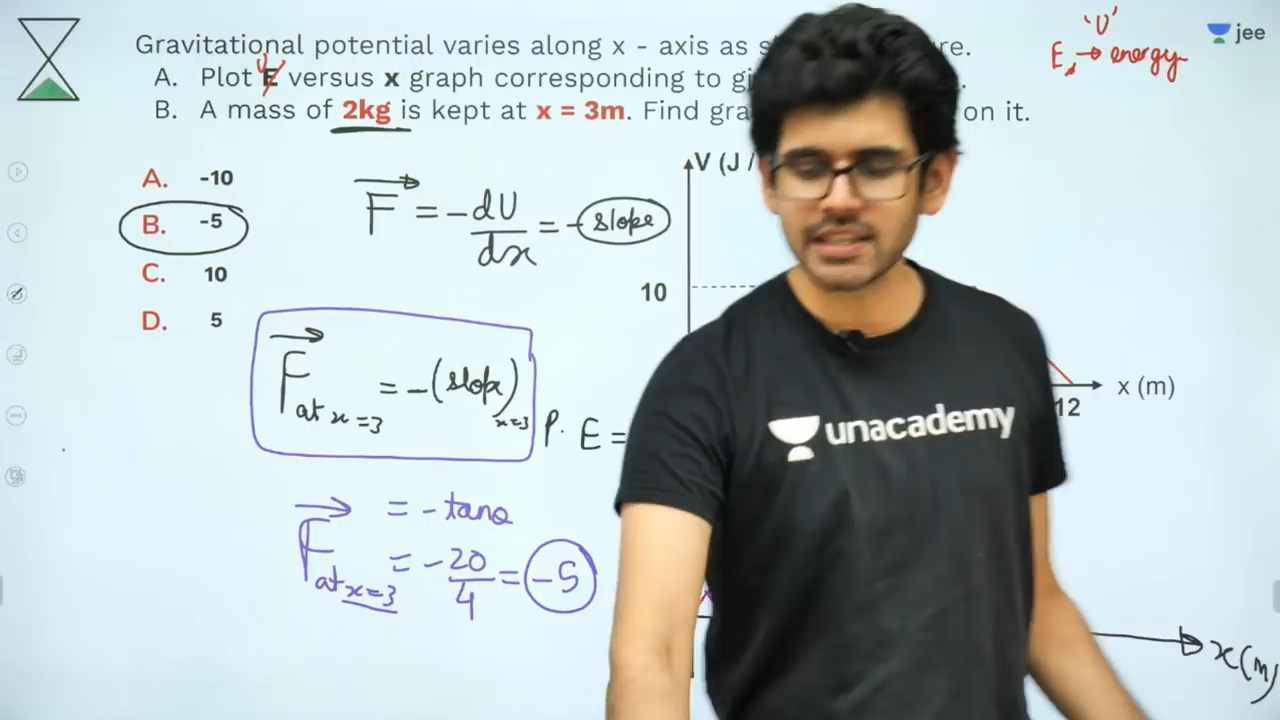 Gravitational potential varies along x - axis as s re.
A. Plot E versus x graph corresponding to gi
U
B. A mass of 2kg is kept at x = 3m. Find gra on it.
'U'
E → energy
jee
A. -10
B. -5
C. 10
D. 5
F = -dU/dx = - slope
V (J /
10
12
x (m)
F at x=3 = -(slope) x=3
P. E =
= -tanθ
F at x=3 = -20/4 = -5
unacademy
x(m)